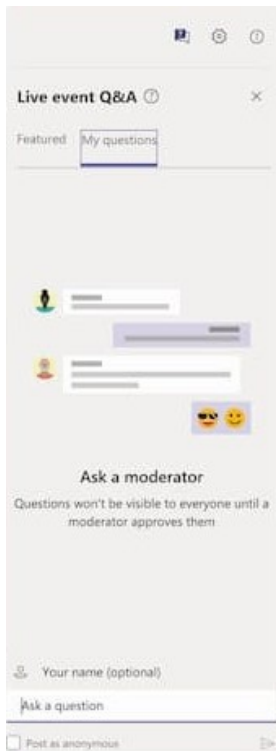 Live event Q&A
Featured My questions
Ask a moderator
Questions won't be visible to everyone until a
moderator approves them
Your name (optional)
Ask a question
Post as anonymous